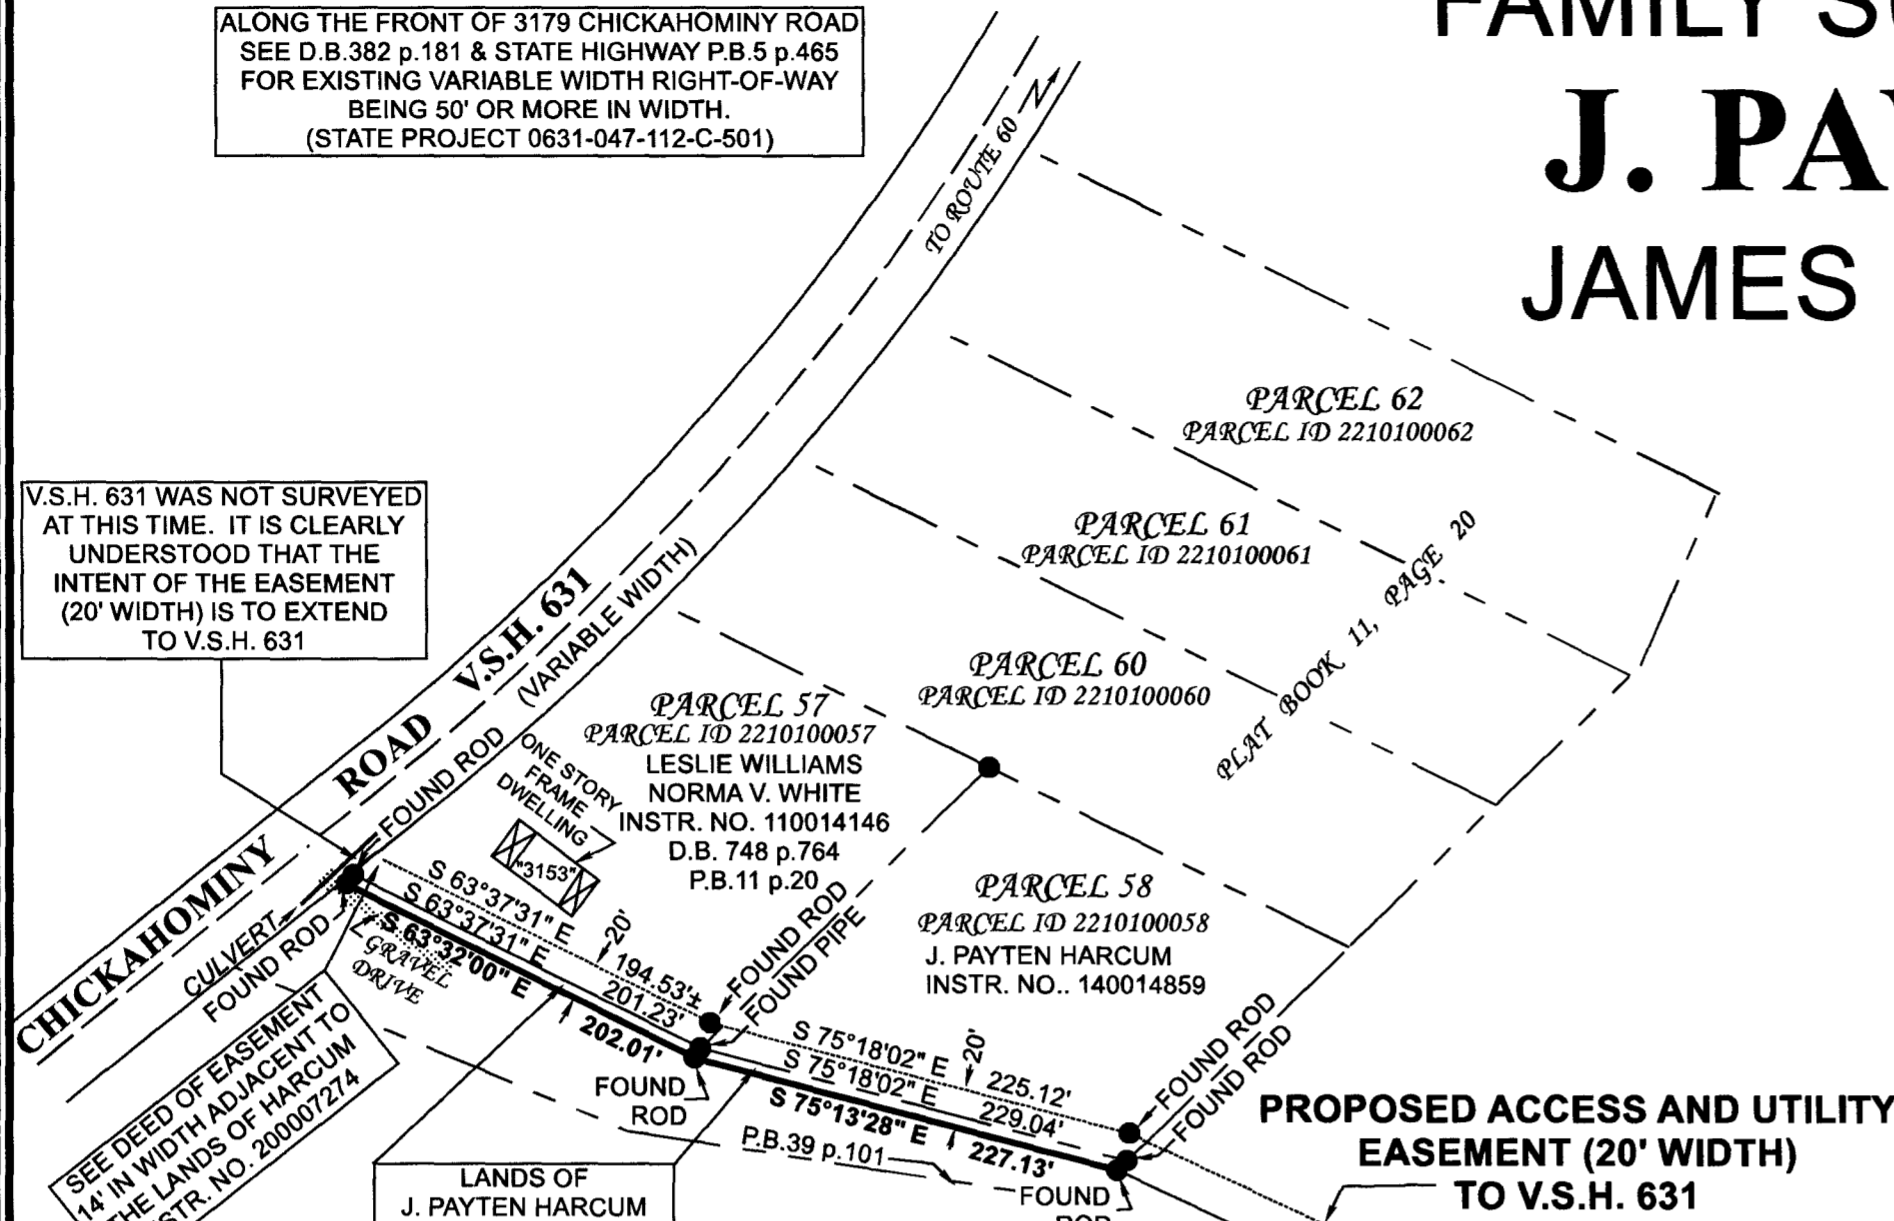 ALONG THE FRONT OF 3179 CHICKAHOMINY ROAD
SEE D.B.382 p.181 & STATE HIGHWAY P.B.5 p.465
FOR EXISTING VARIABLE WIDTH RIGHT-OF-WAY
BEING 50' OR MORE IN WIDTH.
(STATE PROJECT 0631-047-112-C-501)
FAMILY
J.
JAMES
TO ROUTE 60
PARCEL 62
PARCEL ID 2210100062
PARCEL 61
PARCEL ID 2210100061
PLAT BOOK 11, PAGE 20
V.S.H. 631 WAS NOT SURVEYED
AT THIS TIME. IT IS CLEARLY
UNDERSTOOD THAT THE
INTENT OF THE EASEMENT
(20' WIDTH) IS TO EXTEND
TO V.S.H. 631
CHICKAHOMINY ROAD V.S.H. 631
(VARIABLE WIDTH)
PARCEL 60
PARCEL ID 2210100060
PARCEL 57
PARCEL ID 2210100057
LESLIE WILLIAMS
NORMA V. WHITE
INSTR. NO. 110014146
D.B. 748 p.764
P.B.11 p.20
ONE STORY
FRAME
DWELLING
"3153"
FOUND ROD
PARCEL 58
PARCEL ID 2210100058
J. PAYTEN HARCUM
INSTR. NO.. 140014859
S 63°37'31" E
20'
194.53'±
S 63°37'31" E
201.23'
S 63°32'00" E
202.01'
GRAVEL
DRIVE
CULVERT
FOUND ROD
FOUND ROD
FOUND PIPE
FOUND
ROD
S 75°18'02" E
20'
225.12'
S 75°18'02" E
229.04'
S 75°13'28" E
227.13'
FOUND ROD
FOUND ROD
P.B.39 p.101
FOUND
ROD
SEE DEED OF EASEMENT
14' IN WIDTH ADJACENT TO
THE LANDS OF HARCUM
INSTR. NO. 200007274
LANDS OF
J. PAYTEN HARCUM
PROPOSED ACCESS AND UTILITY
EASEMENT (20' WIDTH)
TO V.S.H. 631